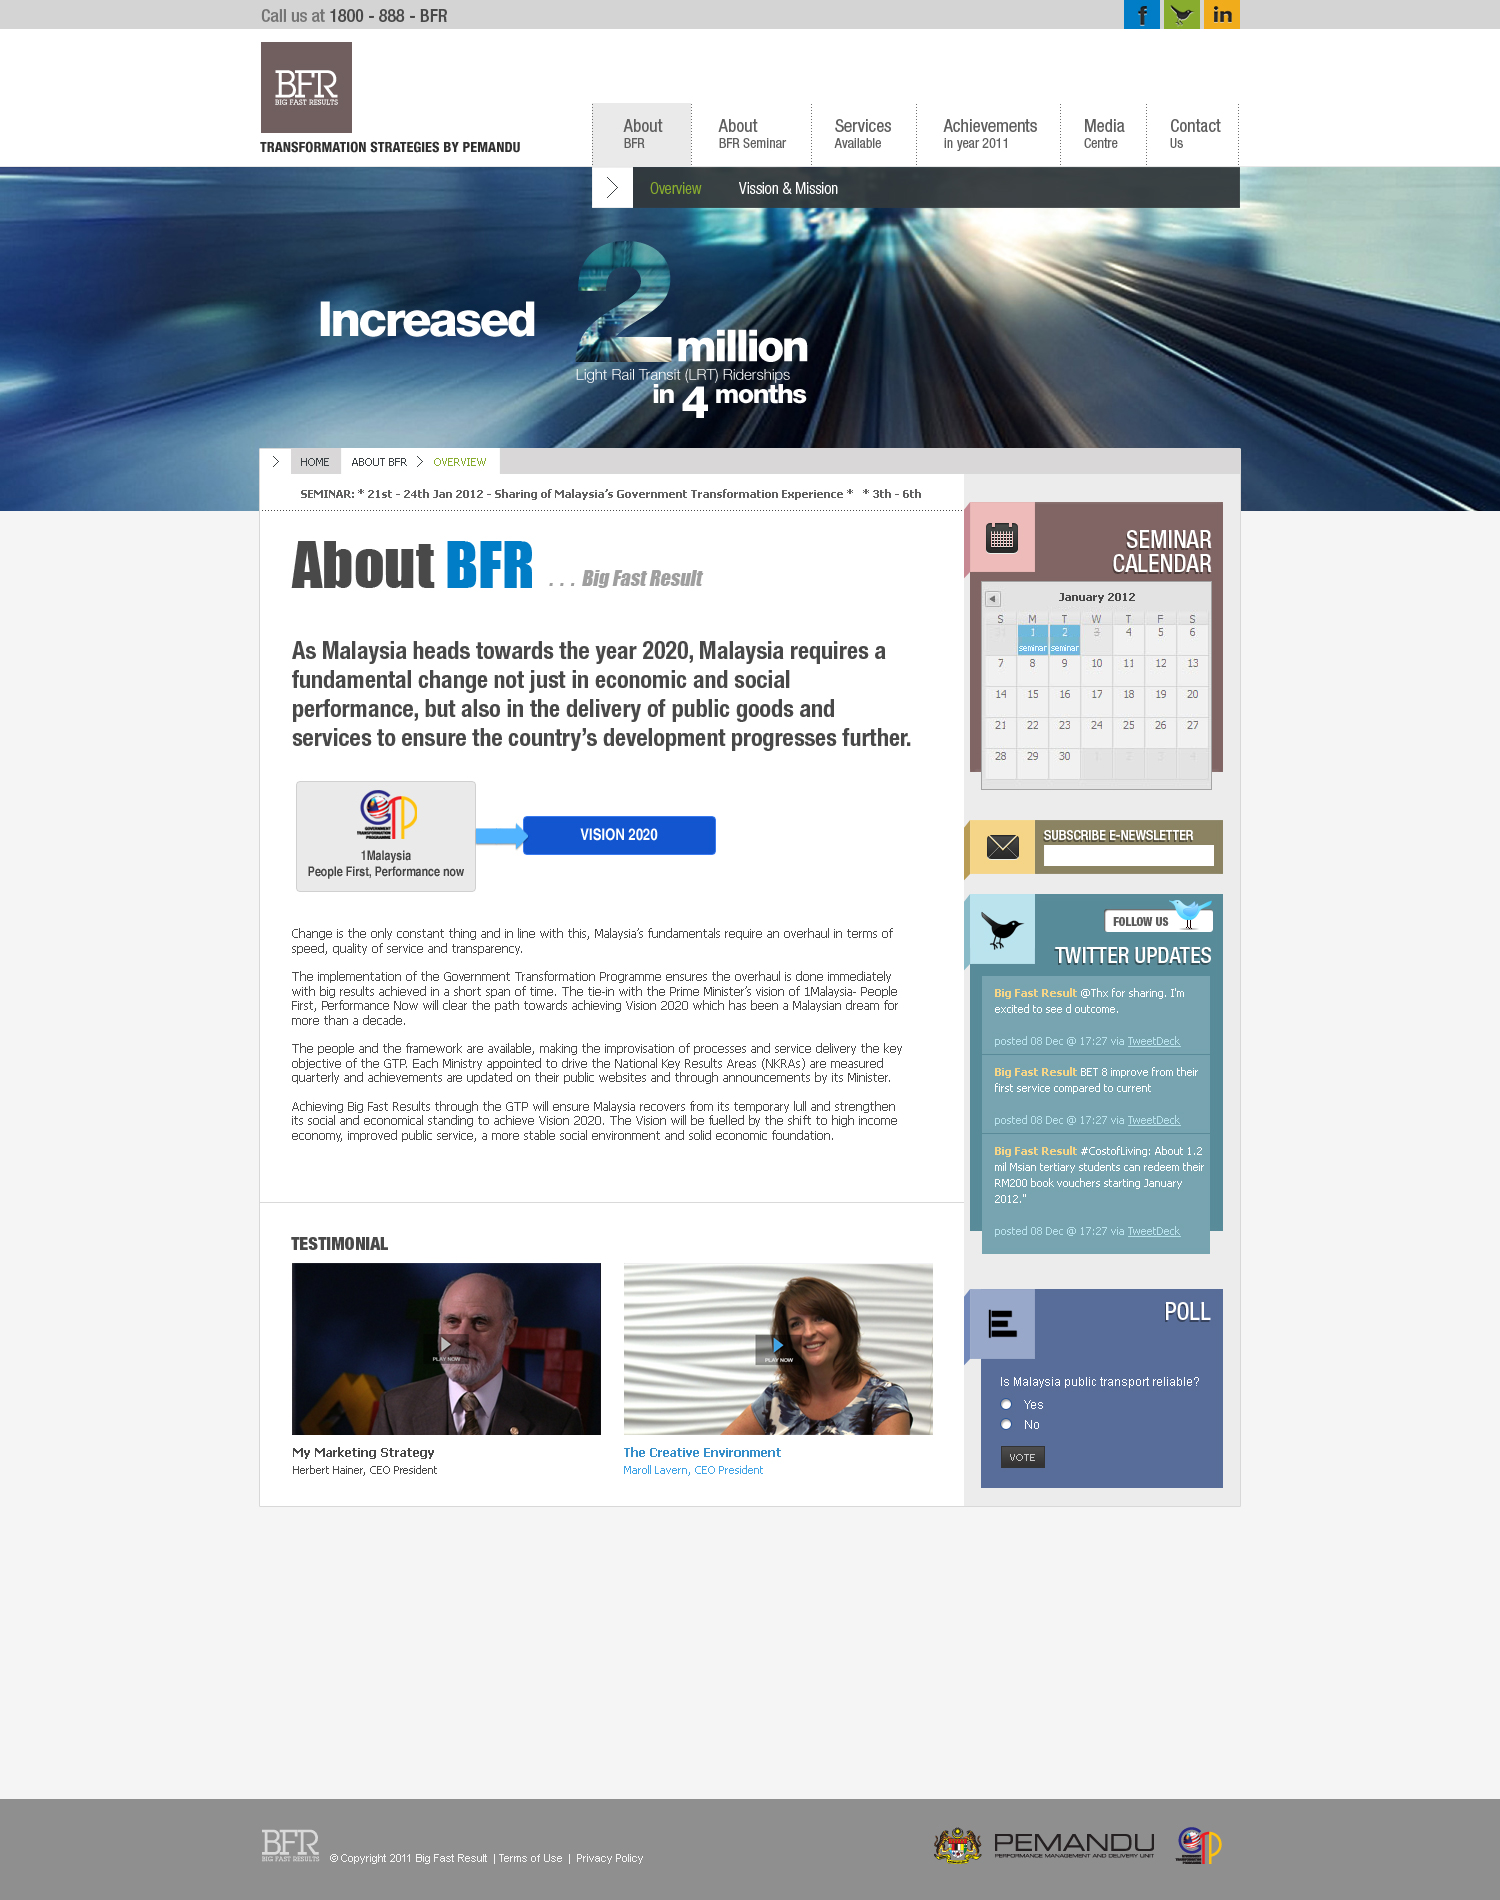 Call us at 1800 - 888 - BFR
f
in
BFR
BIG FAST RESULTS
TRANSFORMATION STRATEGIES BY PEMANDU
About
BFR
About
BFR Seminar
Services
Available
Achievements
in year 2011
Media
Centre
Contact
Us
Overview
Vission & Mission
Increased
2 million
Light Rail Transit (LRT) Riderships
in 4 months
HOME
ABOUT BFR
OVERVIEW
SEMINAR: * 21st - 24th Jan 2012 - Sharing of Malaysia's Government Transformation Experience * * 3th - 6th
About BFR ... Big Fast Result
As Malaysia heads towards the year 2020, Malaysia requires a
fundamental change not just in economic and social
performance, but also in the delivery of public goods and
services to ensure the country's development progresses further.
GTP
GOVERNMENT
TRANSFORMATION
PROGRAMME
1Malaysia
People First, Performance now
VISION 2020
Change is the only constant thing and in line with this, Malaysia's fundamentals require an overhaul in terms of
speed, quality of service and transparency.
The implementation of the Government Transformation Programme ensures the overhaul is done immediately
with big results achieved in a short span of time. The tie-in with the Prime Minister's vision of 1Malaysia- People
First, Performance Now will clear the path towards achieving Vision 2020 which has been a Malaysian dream for
more than a decade.
The people and the framework are available, making the improvisation of processes and service delivery the key
objective of the GTP. Each Ministry appointed to drive the National Key Results Areas (NKRAs) are measured
quarterly and achievements are updated on their public websites and through announcements by its Minister.
Achieving Big Fast Results through the GTP will ensure Malaysia recovers from its temporary lull and strengthen
its social and economical standing to achieve Vision 2020. The Vision will be fuelled by the shift to high income
economy, improved public service, a more stable social environment and solid economic foundation.
TESTIMONIAL
PLAY NOW
PLAY NOW
My Marketing Strategy
Herbert Hainer, CEO President
The Creative Environment
Maroll Lavern, CEO President
SEMINAR
CALENDAR
January 2012
S M T W T F S
31 1 2 3 4 5 6
seminar seminar
7 8 9 10 11 12 13
14 15 16 17 18 19 20
21 22 23 24 25 26 27
28 29 30 1 2 3 4
SUBSCRIBE E-NEWSLETTER
FOLLOW US
TWITTER UPDATES
Big Fast Result @Thx for sharing. I'm
excited to see d outcome.
posted 08 Dec @ 17:27 via TweetDeck
Big Fast Result BET 8 improve from their
first service compared to current
posted 08 Dec @ 17:27 via TweetDeck
Big Fast Result #CostofLiving: About 1.2
mil Msian tertiary students can redeem their
RM200 book vouchers starting January
2012."
posted 08 Dec @ 17:27 via TweetDeck
POLL
Is Malaysia public transport reliable?
Yes
No
VOTE
BFR
BIG FAST RESULTS
© Copyright 2011 Big Fast Result | Terms of Use | Privacy Policy
PEMANDU
PERFORMANCE MANAGEMENT AND DELIVERY UNIT
GTP
GOVERNMENT
TRANSFORMATION
PROGRAMME